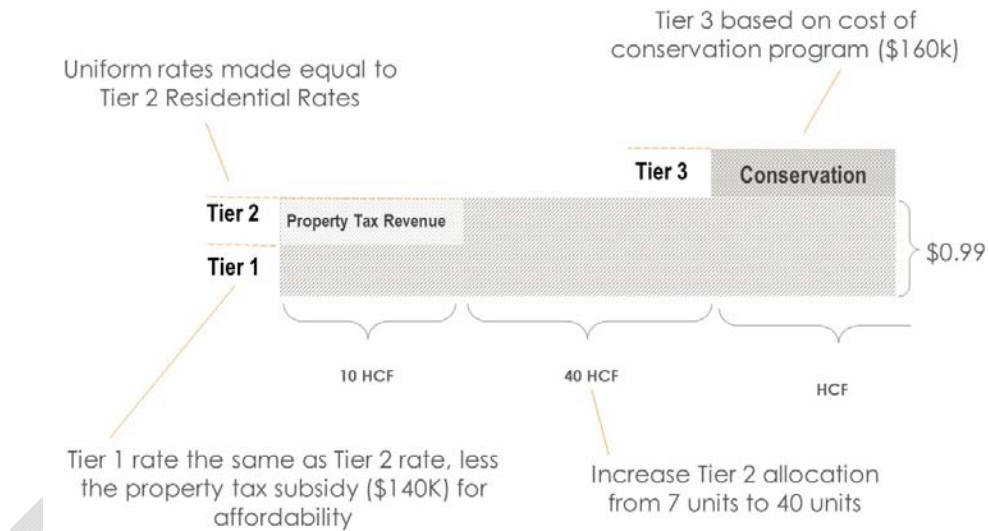 Tier 3 based on cost of
conservation program ($160k)
Uniform rates made equal to
Tier 2 Residential Rates
Tier 3
Conservation
Tier 2
Property Tax Revenue
Tier 1
$0.99
10 HCF
40 HCF
HCF
Tier 1 rate the same as Tier 2 rate, less
the property tax subsidy ($140K) for
affordability
Increase Tier 2 allocation
from 7 units to 40 units